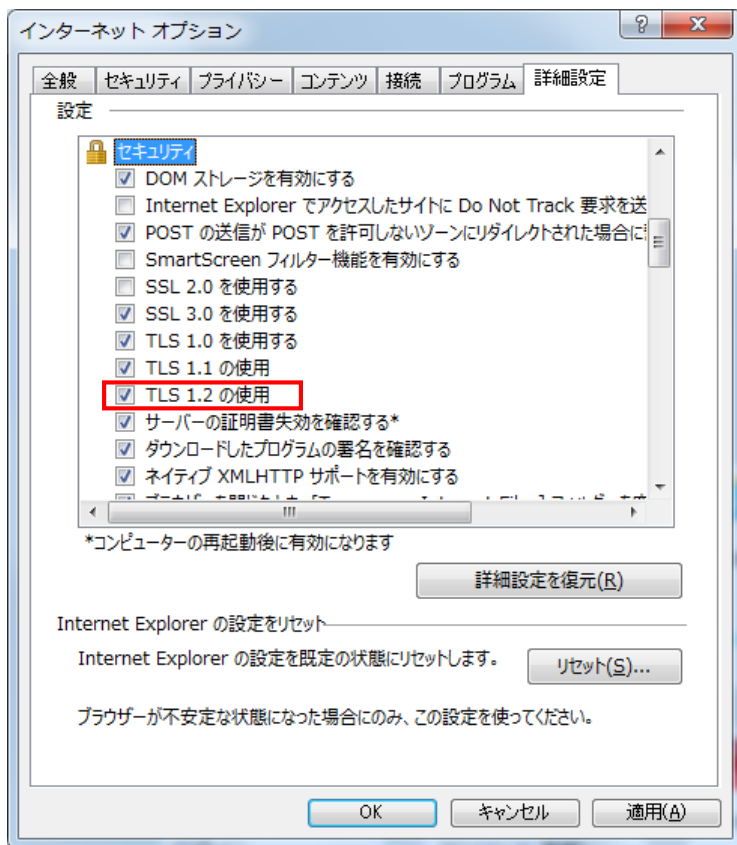 インターネット オプション
全般 セキュリティ プライバシー コンテンツ 接続 プログラム 詳細設定
設定
セキュリティ
DOM ストレージを有効にする
Internet Explorer でアクセスしたサイトに Do Not Track 要求を送
POST の送信が POST を許可しないゾーンにリダイレクトされた場合に
SmartScreen フィルター機能を有効にする
SSL 2.0 を使用する
SSL 3.0 を使用する
TLS 1.0 を使用する
TLS 1.1 の使用
TLS 1.2 の使用
サーバーの証明書失効を確認する*
ダウンロードしたプログラムの署名を確認する
ネイティブ XMLHTTP サポートを有効にする
*コンピューターの再起動後に有効になります
詳細設定を復元(R)
Internet Explorer の設定をリセット
Internet Explorer の設定を既定の状態にリセットします。
リセット(S)...
ブラウザーが不安定な状態になった場合にのみ、この設定を使ってください。
OK キャンセル 適用(A)